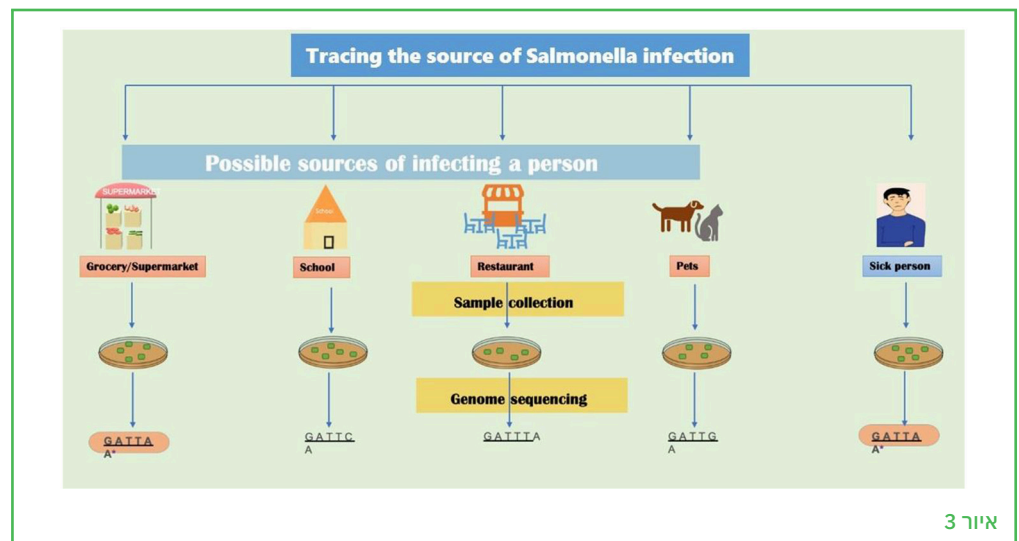 Tracing the source of Salmonella infection
Possible sources of infecting a person
SUPERMARKET
School
Grocery/Supermarket
School
Restaurant
Pets
Sick person
Sample collection
Genome sequencing
GATTA
A*
GATTC
A
GATTTA
GATTG
A
GATTA
A*
איור 3